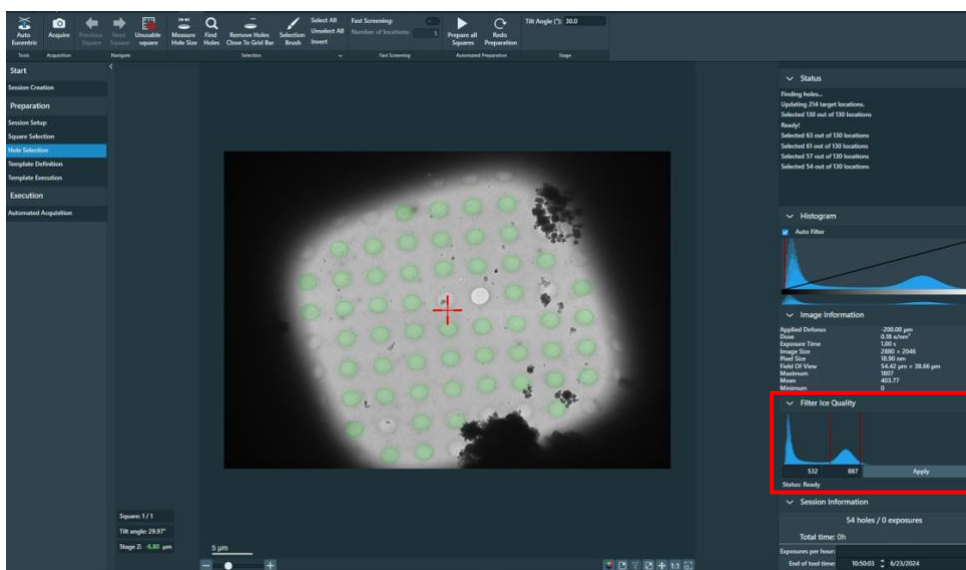 Auto Eucentric
Acquire
Previous Square
Next Square
Unusable square
Measure Hole Size
Find Holes
Remove Holes Close To Grid Bar
Selection Brush
Select All
Unselect All
Invert
Fast Screening:
Number of locations: 3
Prepare all Squares
Redo Preparation
Tilt Angle (°): 30.0
Tools
Acquisition
Navigate
Selection
Fast Screening
Automated Preparation
Stage
Start
Session Creation
Preparation
Session Setup
Square Selection
Hole Selection
Template Definition
Template Execution
Execution
Automated Acquisition
Square: 1 / 1
Tilt angle: 29.97°
Stage Z: -6.80 μm
5 μm
1:1
Status
Finding holes...
Updating 214 target locations.
Selected 130 out of 130 locations
Ready!
Selected 63 out of 130 locations
Selected 61 out of 130 locations
Selected 57 out of 130 locations
Selected 54 out of 130 locations
Histogram
Auto Filter
Image Information
Applied Defocus -200.00 μm
Dose 0.18 e/nm²
Exposure Time 1.00 s
Image Size 2880 × 2046
Pixel Size 18.90 nm
Field Of View 54.42 μm × 38.66 μm
Maximum 1807
Mean 403.77
Minimum 0
Filter Ice Quality
532 887 Apply
Status: Ready
Session Information
54 holes / 0 exposures
Total time: 0h
Exposures per hour:
End of tool time: 10:50:03 6/23/2024